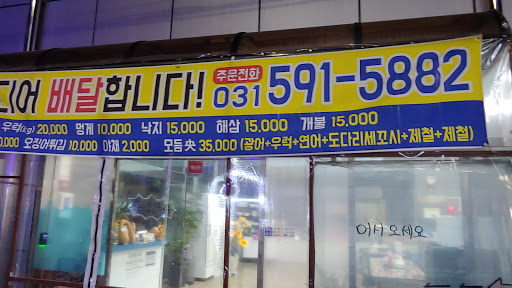 디어 배달합니다! 주문전화 031 591-5882
우럭(kg) 20,000 멍게 10,000 낙지 15,000 해삼 15,000 개불 15,000
0,000 오징어튀김 10,000 야채 2,000 모듬 大 35,000 (광어+우럭+연어+도다리세꼬시+제철+제철)
어서 오세요